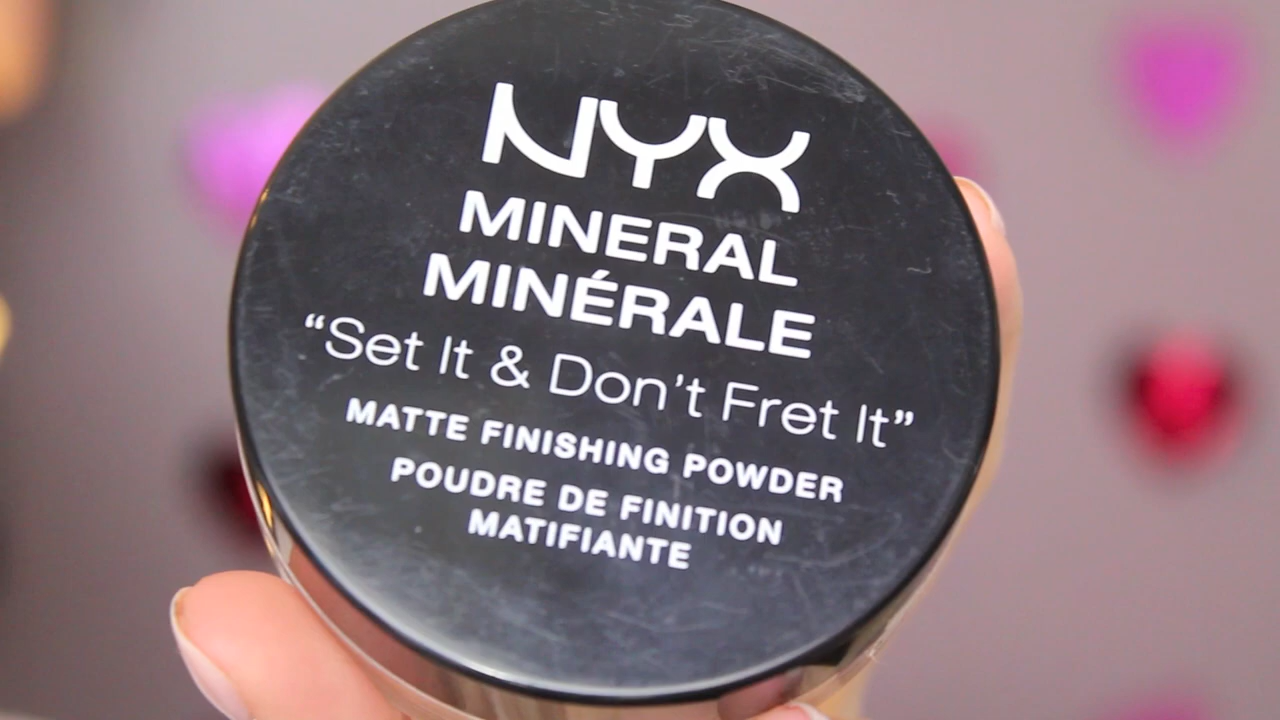 NYX
MINERAL
MINÉRALE
“Set It & Don’t Fret It”
MATTE FINISHING POWDER
POUDRE DE FINITION
MATIFIANTE